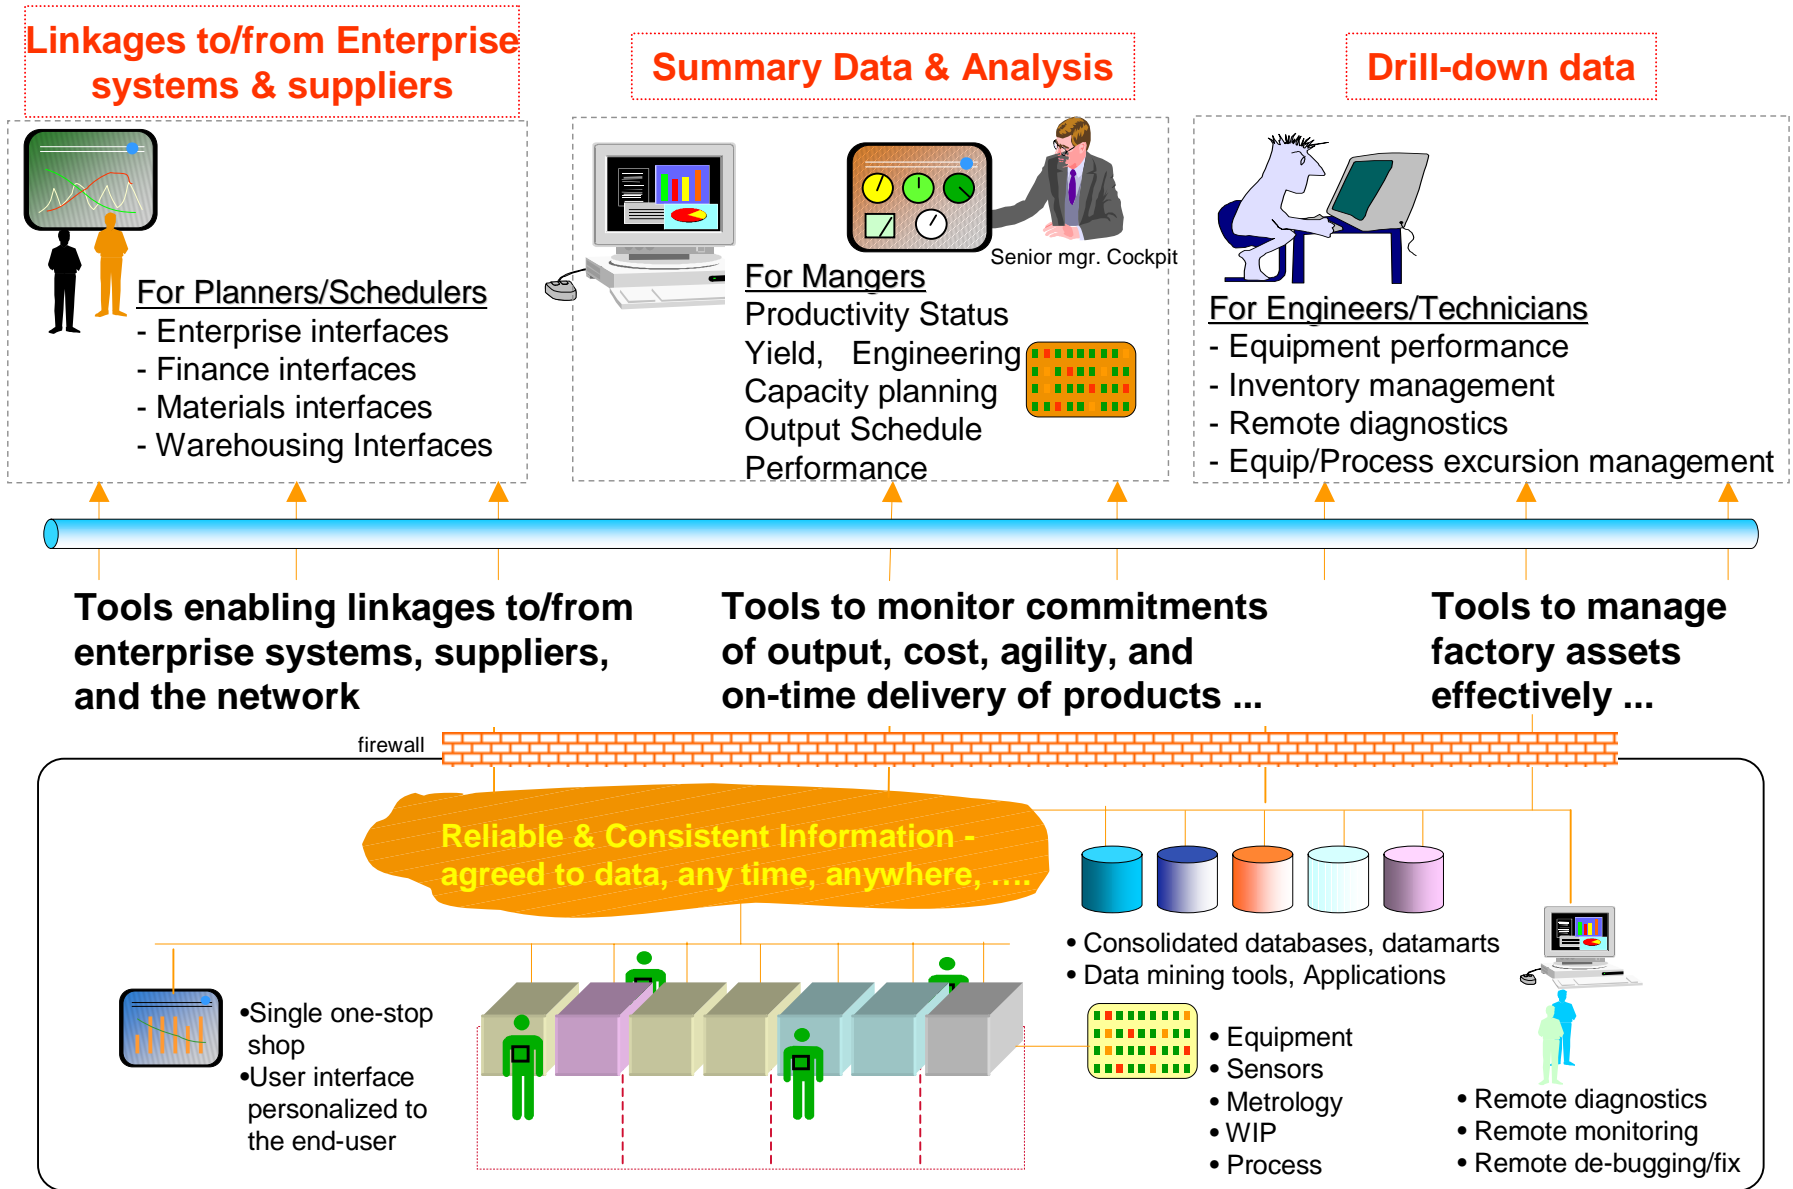 Linkages to/from Enterprise
systems & suppliers
Summary Data & Analysis
Drill-down data
Senior mgr. Cockpit
For Planners/Schedulers
- Enterprise interfaces
- Finance interfaces
- Materials interfaces
- Warehousing Interfaces
For Mangers
Productivity Status
Yield, Engineering
Capacity planning
Output Schedule
Performance
For Engineers/Technicians
- Equipment performance
- Inventory management
- Remote diagnostics
- Equip/Process excursion management
Tools enabling linkages to/from
enterprise systems, suppliers,
and the network
Tools to monitor commitments
of output, cost, agility, and
on-time delivery of products ...
Tools to manage
factory assets
effectively ...
firewall
Reliable & Consistent Information -
agreed to data, any time, anywhere, ….
• Consolidated databases, datamarts
• Data mining tools, Applications
•Single one-stop
shop
•User interface
personalized to
the end-user
• Equipment
• Sensors
• Metrology
• WIP
• Process
• Remote diagnostics
• Remote monitoring
• Remote de-bugging/fix